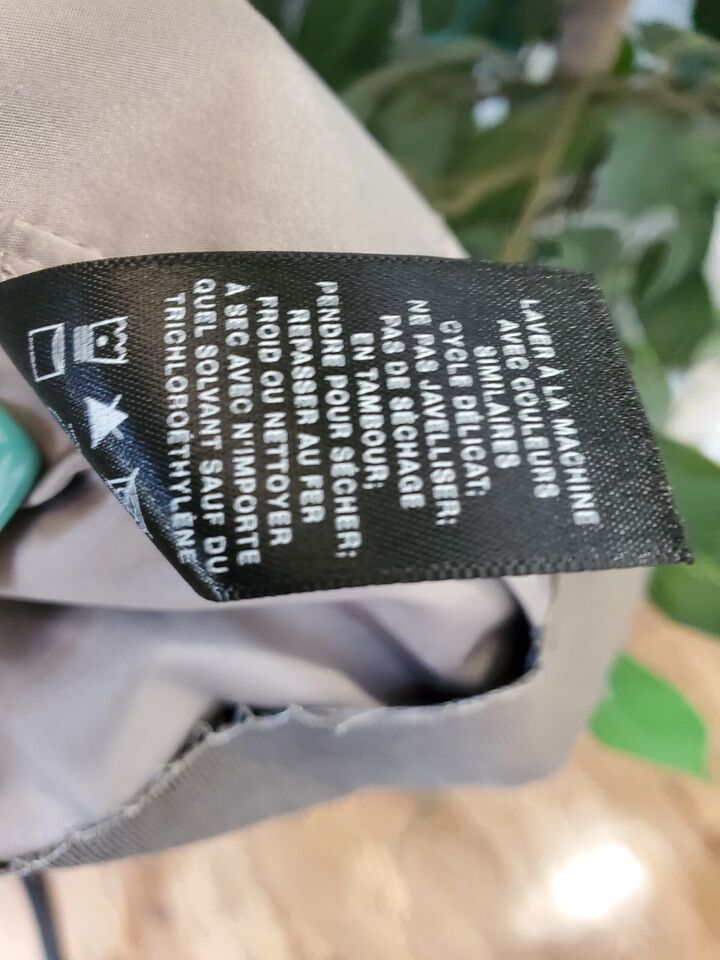 LAVER À LA MACHINE
AVEC COULEURS
SIMILAIRES
CYCLE DÉLICAT;
NE PAS JAVELLISER;
PAS DE SÉCHAGE
EN TAMBOUR;
PENDRE POUR SÉCHER;
REPASSER AU FER
FROID OU NETTOYER
A SEC AVEC N'IMPORTE
QUEL SOLVANT SAUF DU
TRICHLOROÉTHYLÈNE